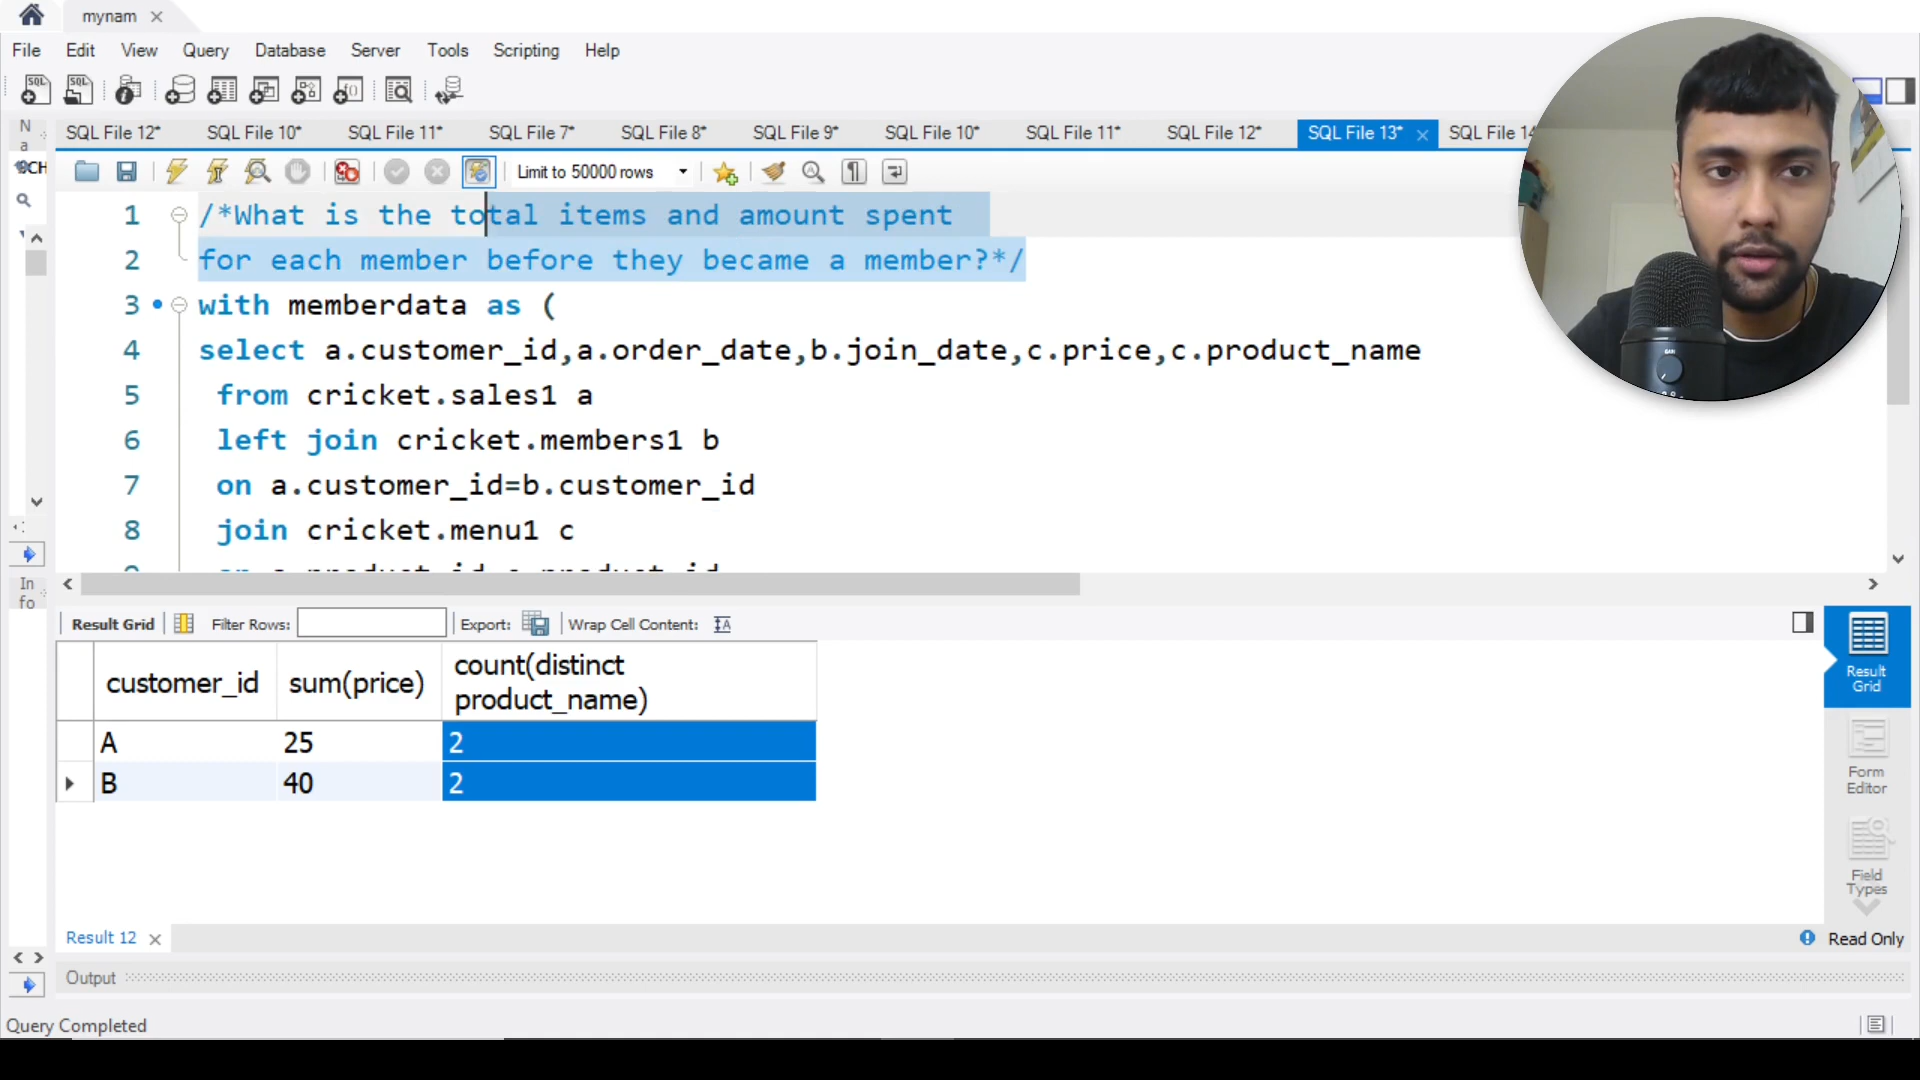 mynam
File Edit View Query Database Server Tools Scripting Help
SQL File 12* SQL File 10* SQL File 11* SQL File 7* SQL File 8* SQL File 9* SQL File 10* SQL File 11* SQL File 12* SQL File 13* SQL File 14
Na
SCH
Limit to 50000 rows
1 /*What is the total items and amount spent
2 for each member before they became a member?*/
3 with memberdata as (
4 select a.customer_id,a.order_date,b.join_date,c.price,c.product_name
5 from cricket.sales1 a
6 left join cricket.members1 b
7 on a.customer_id=b.customer_id
8 join cricket.menu1 c
Info
Result Grid Filter Rows: Export: Wrap Cell Content:
customer_id sum(price) count(distinct product_name)
A 25 2
B 40 2
Result Grid
Form Editor
Field Types
Result 12
Read Only
Output
Query Completed